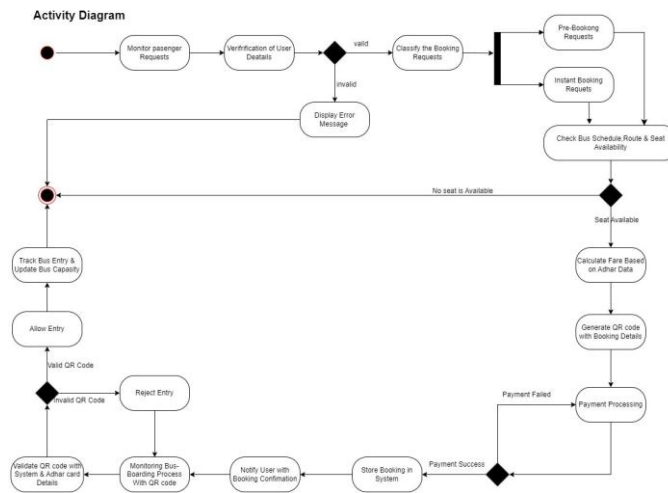 Activity Diagram
Monitor pasenger
Requests
Verifrification of User
Deatails
valid
Classify the Booking
Requests
Pre-Bookong
Requests
invalid
Instant Booking
Requets
Display Error
Message
Check Bus Schedule,Route & Seat
Availability
No seat is Available
Seat Available
Track Bus Entry &
Update Bus Capacity
Calculate Fare Based
on Adhar Data
Allow Entry
Generate QR code
with Booking Details
Valid QR Code
Invalid QR Code
Reject Entry
Payment Failed
Payment Processing
Payment Success
Validate QR code with
System & Adhar card
Details
Monitoring Bus-
Boarding Process
With QR code
Notify User with
Booking Confimation
Store Booking in
System